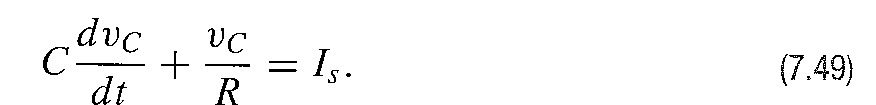 C dv_C/dt + v_C/R = I_s. (7.49)